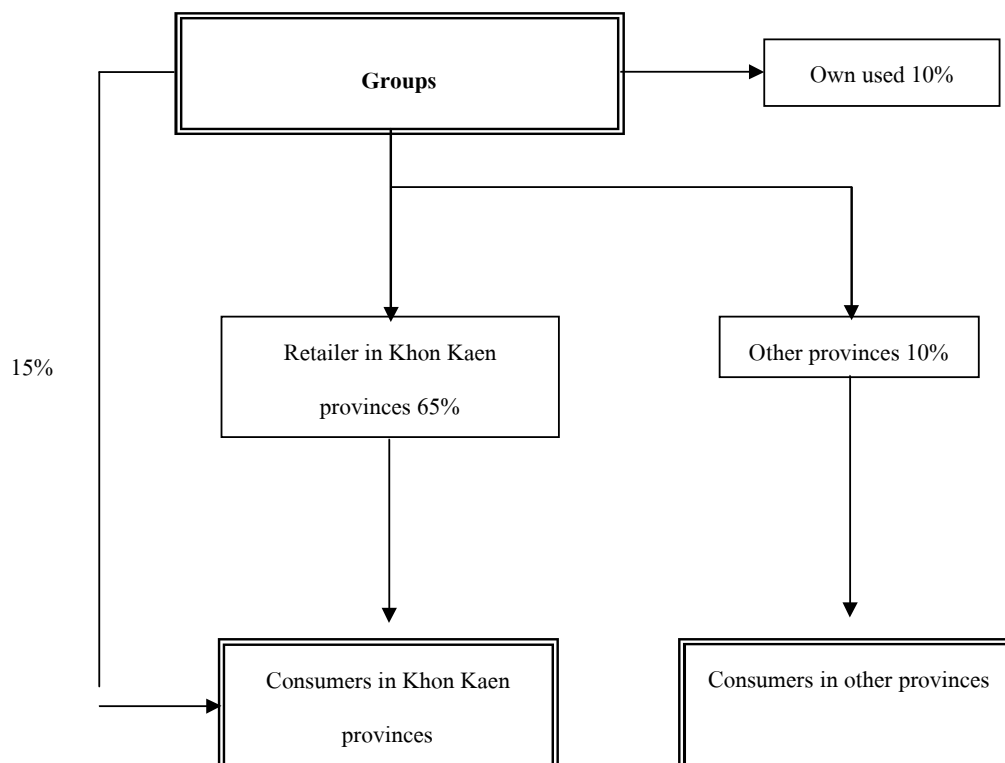 Groups
Own used 10%
15%
Retailer in Khon Kaen
provinces 65%
Other provinces 10%
Consumers in Khon Kaen
provinces
Consumers in other provinces